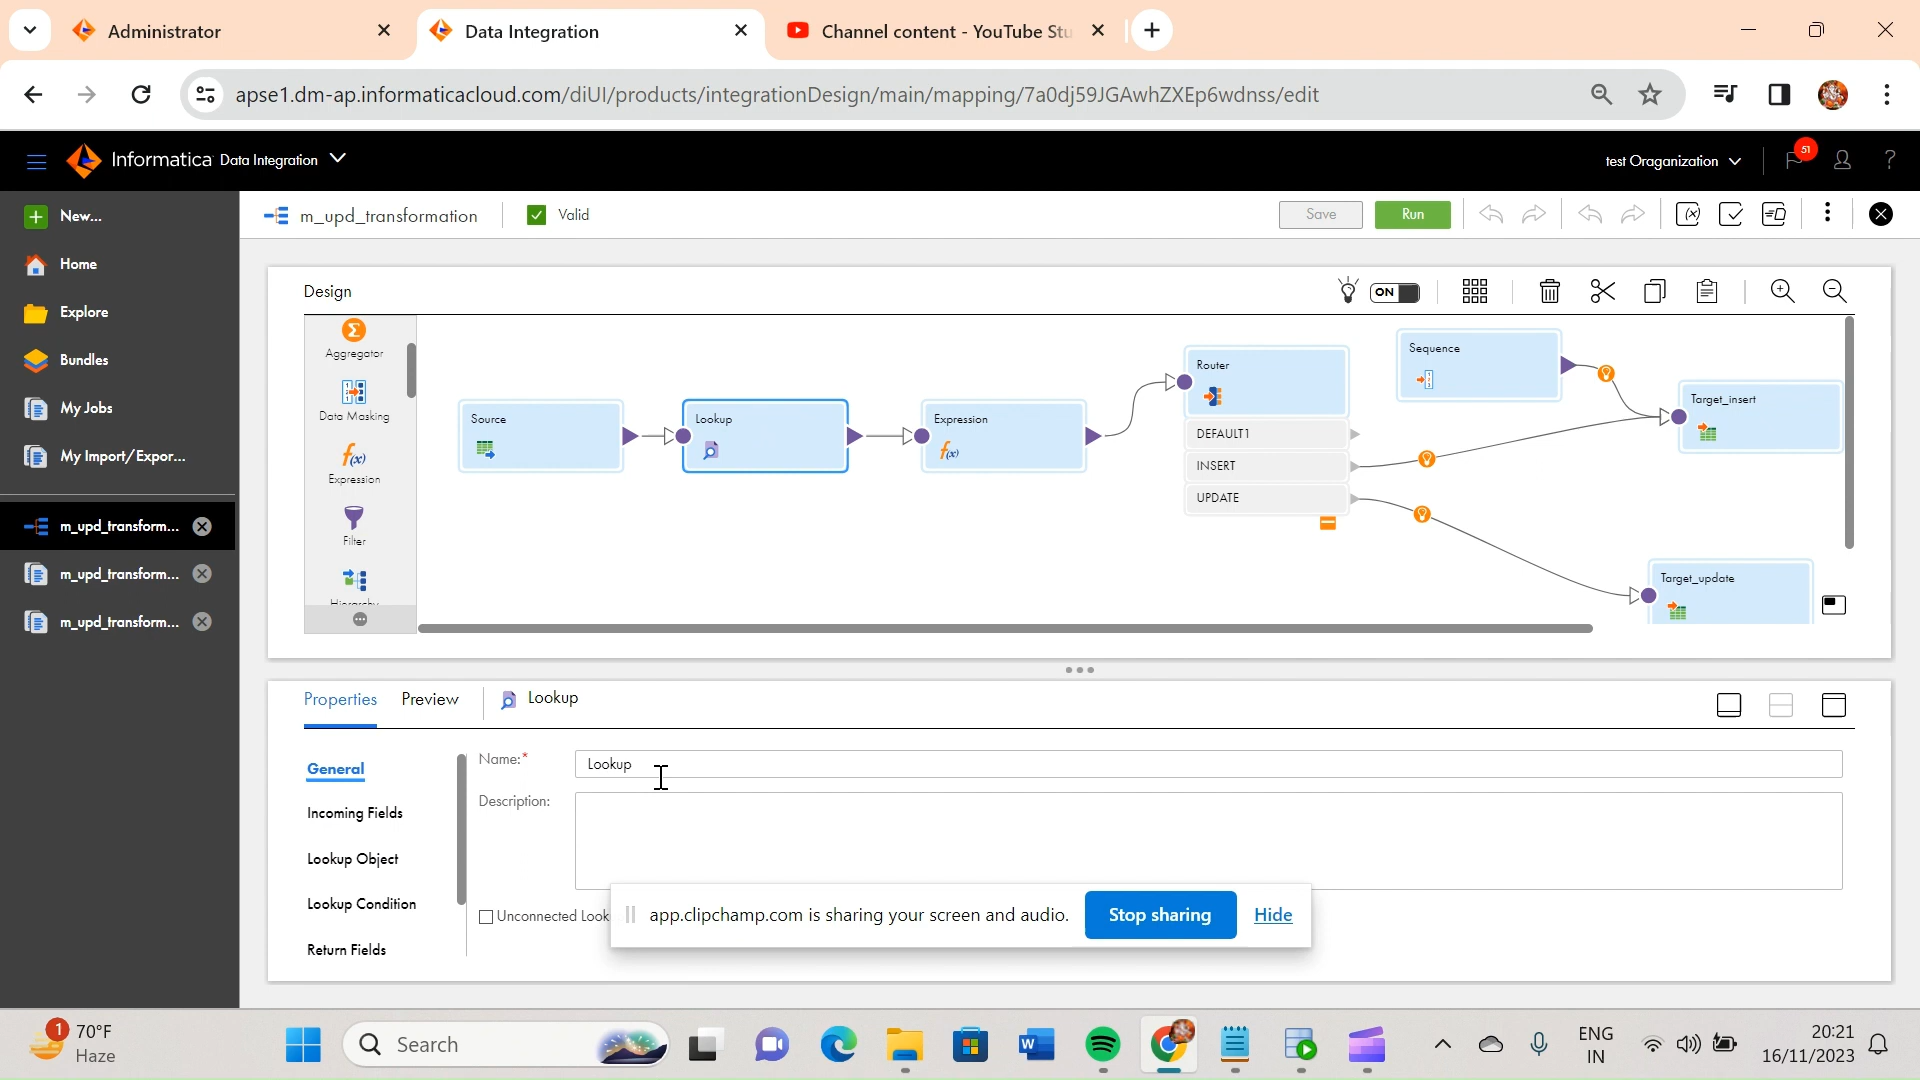 Administrator
Data Integration
Channel content - YouTube Stu
apse1.dm-ap.informaticacloud.com/diUI/products/integrationDesign/main/mapping/7a0dj59JGAwhZXEp6wdnss/edit
Informatica Data Integration
test Oraganization
51
?
New...
Home
Explore
Bundles
My Jobs
My Import/Expor...
m_upd_transform...
m_upd_transform...
m_upd_transform...
m_upd_transformation
Valid
Save
Run
Design
ON
Aggregator
Data Masking
Expression
Filter
Hierarchy
Source
Lookup
Expression
Router
DEFAULT1
INSERT
UPDATE
Sequence
Target_insert
Target_update
Properties
Preview
Lookup
General
Incoming Fields
Lookup Object
Lookup Condition
Return Fields
Name:*
Lookup
Description:
Unconnected Look
app.clipchamp.com is sharing your screen and audio.
Stop sharing
Hide
1
70°F
Haze
Search
ENG
IN
20:21
16/11/2023